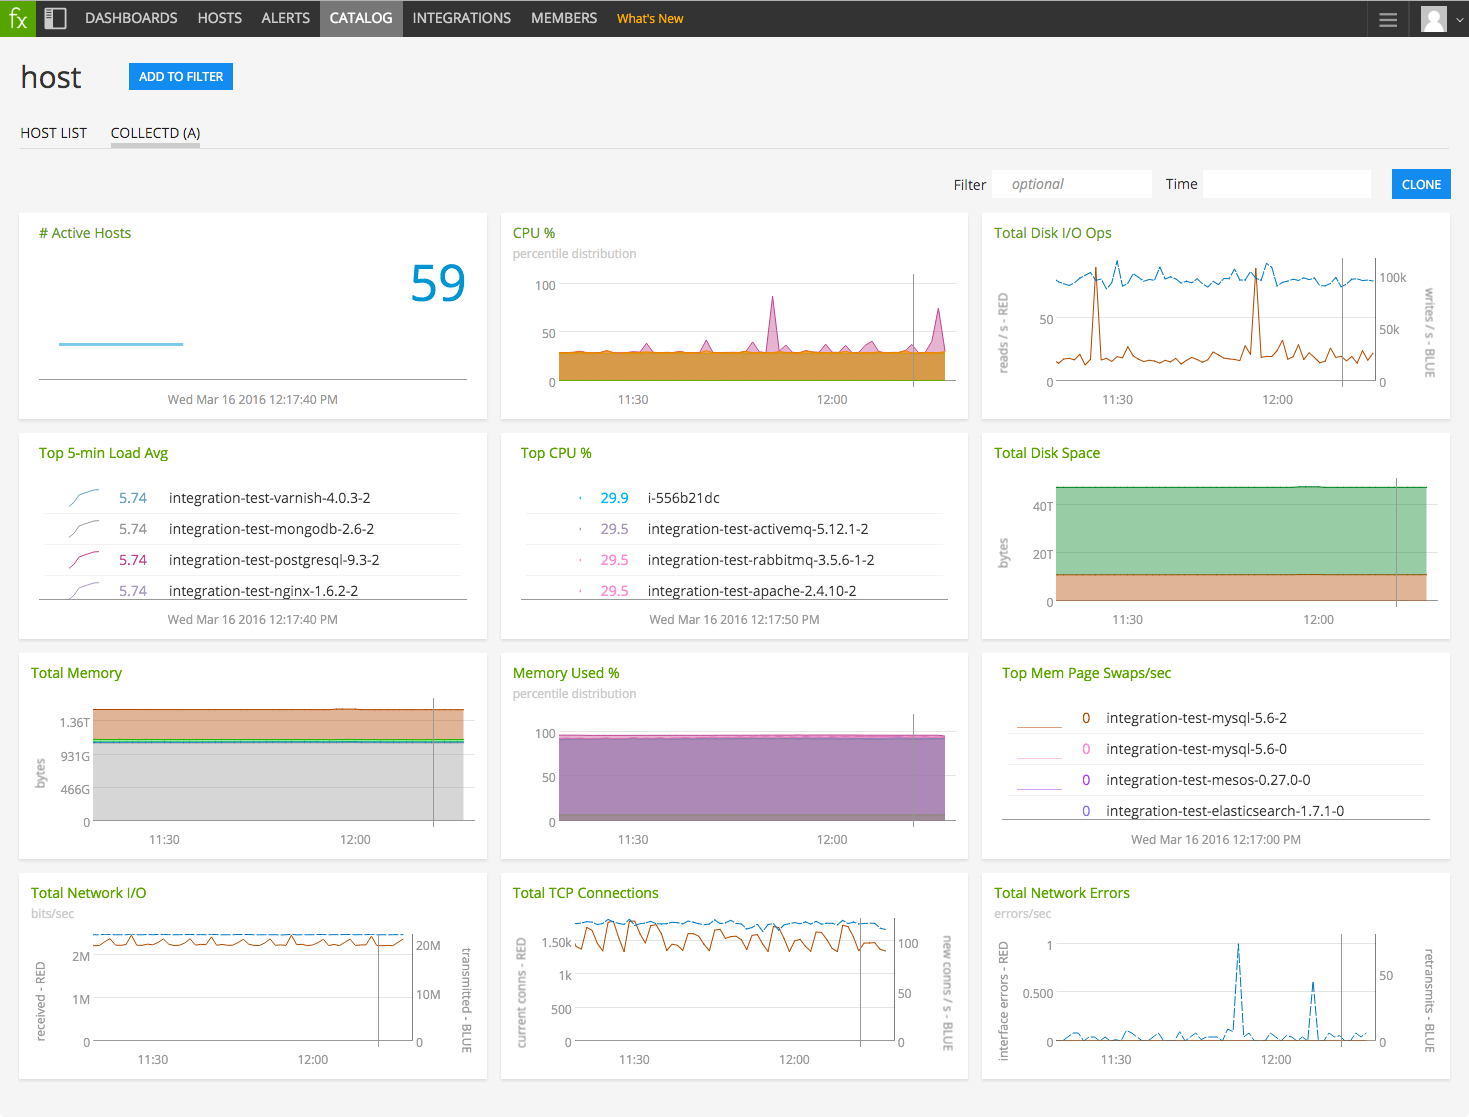 fx DASHBOARDS HOSTS ALERTS CATALOG INTEGRATIONS MEMBERS What's New
host ADD TO FILTER
HOST LIST COLLECTD (A)
Filter optional Time CLONE
# Active Hosts
59
Wed Mar 16 2016 12:17:40 PM
CPU %
percentile distribution
100
50
0
11:30 12:00
Total Disk I/O Ops
reads / s - RED
50
0
100k
50k
0
writes / s - BLUE
11:30 12:00
Top 5-min Load Avg
5.74 integration-test-varnish-4.0.3-2
5.74 integration-test-mongodb-2.6-2
5.74 integration-test-postgresql-9.3-2
5.74 integration-test-nginx-1.6.2-2
Wed Mar 16 2016 12:17:40 PM
Top CPU %
29.9 i-556b21dc
29.5 integration-test-activemq-5.12.1-2
29.5 integration-test-rabbitmq-3.5.6-1-2
29.5 integration-test-apache-2.4.10-2
Wed Mar 16 2016 12:17:50 PM
Total Disk Space
bytes
40T
20T
0
11:30 12:00
Total Memory
bytes
1.36T
931G
466G
0
11:30 12:00
Memory Used %
percentile distribution
100
50
0
11:30 12:00
Top Mem Page Swaps/sec
0 integration-test-mysql-5.6-2
0 integration-test-mysql-5.6-0
0 integration-test-mesos-0.27.0-0
0 integration-test-elasticsearch-1.7.1-0
Wed Mar 16 2016 12:17:00 PM
Total Network I/O
bits/sec
received - RED
2M
1M
0
20M
10M
0
transmitted - BLUE
11:30 12:00
Total TCP Connections
current conns - RED
1.50k
1k
500
0
100
50
0
new conns / s - BLUE
11:30 12:00
Total Network Errors
errors/sec
interface errors - RED
1
0.500
0
50
0
retransmits - BLUE
11:30 12:00